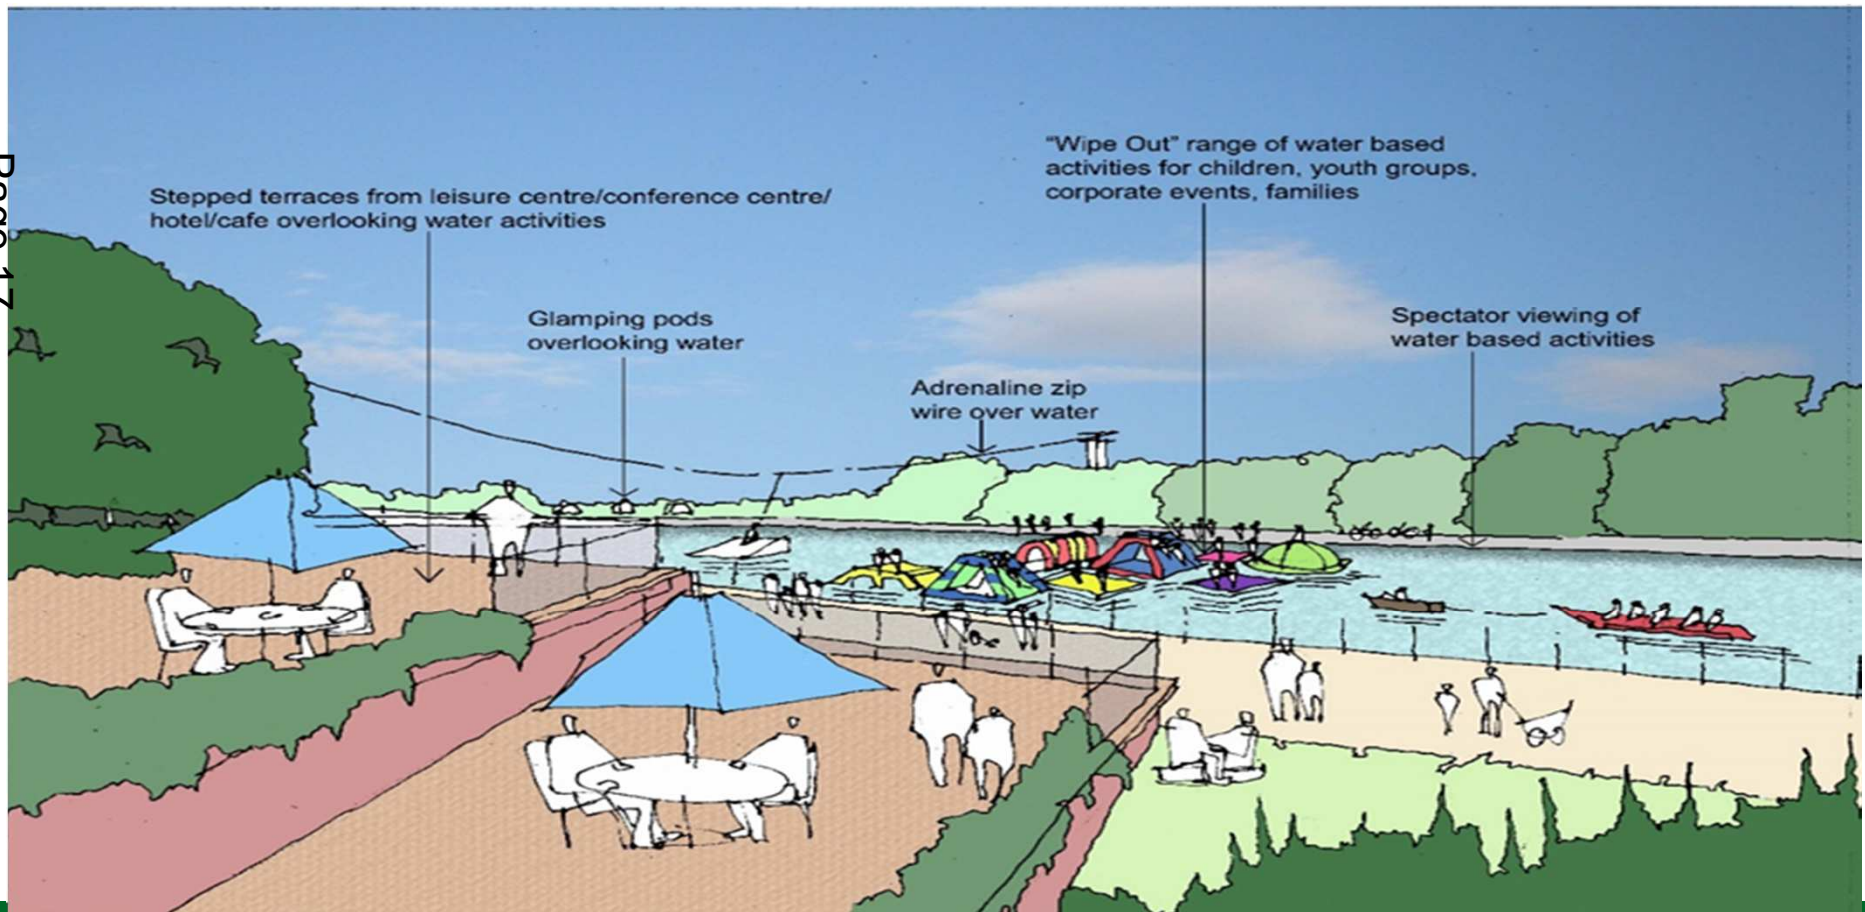 Page 17
Stepped terraces from leisure centre/conference centre/
hotel/cafe overlooking water activities
Glamping pods
overlooking water
Adrenaline zip
wire over water
"Wipe Out" range of water based
activities for children, youth groups,
corporate events, families
Spectator viewing of
water based activities